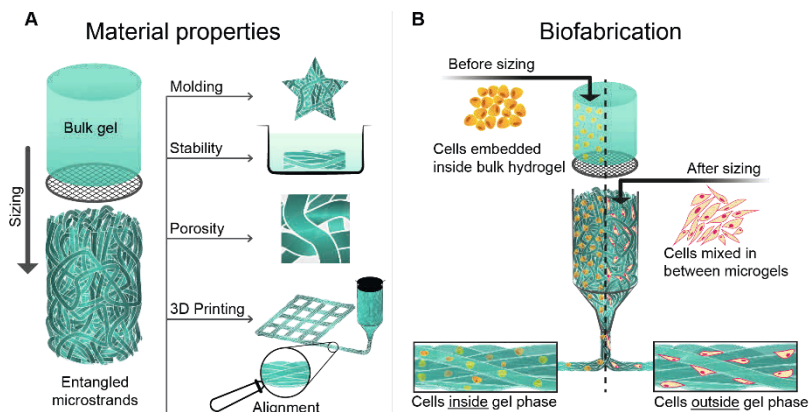 A
Material properties
Bulk gel
Sizing
Entangled
microstrands
Molding
Stability
Porosity
3D Printing
Alignment
B
Biofabrication
Before sizing
Cells embedded
inside bulk hydrogel
After sizing
Cells mixed in
between microgels
Cells inside gel phase
Cells outside gel phase